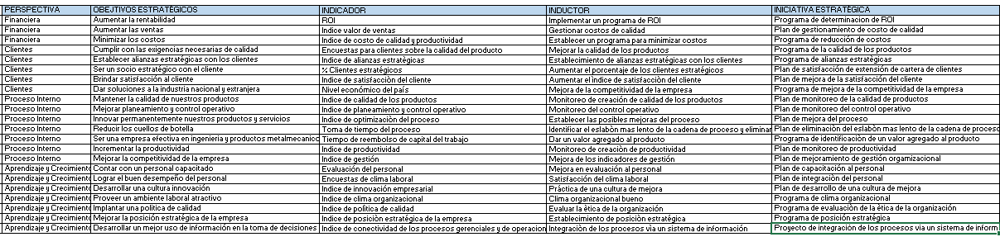 PERSPECTIVA OBEJTIVOS ESTRATÉGICOS INDICADOR INDUCTOR INICIATIVA ESTRATÉGICA
Financiera Aumentar la rentabilidad ROI Implementar un programa de ROI Programa de determinacion de ROI
Financiera Aumentar las ventas Indice valor de ventas Gestionar costos de calidad Plan de gestionamiento de costo de calidad
Financiera Minimizar los costos Indice de costo de calidad y productividad Establecer un programa para minimizar costos Programa de reducción de costos
Clientes Cumplir con las exigencias necesarias de calidad Encuestas para clientes sobre la calidad del producto Mejorar la calidad de los productos Programa de la calidad de los productos
Clientes Establecer alianzas estratégicas con los clientes Indice de alianzas estratègicas Establecimiento de alianzas estratégicas con los clientes Programa de alianzas estratègicas
Clientes Ser un socio estratégico con el cliente % Clientes estratégicos Aumentar el porcentaje de los clientes estratégicos Plan de satisfacción de extensión de cartera de clientes
Clientes Brindar satisfacción al cliente Indice de satisfacciòn del cliente Aumentar el índice de satisfacciòn del cliente Plan de mejora de la satisfacción del cliente
Clientes Dar soluciones a la industria nacional y extranjera Nivel económico del país Mejora de la competitividad de la empresa Programa de mejora de la competitividad de la empresa
Proceso Interno Mantener la calidad de nuestros productos Indice de calidad de los productos Monitoreo de creación de calidad de los productos Plan de monitoreo de la calidad de productos
Proceso Interno Mejorar planeamiento y control operativo Indice de planeamiento y control operativo Monitoreo del control operativo Plan de monitoreo del control operativo
Proceso Interno Innovar permanentemente nuestros productos y servicios Indice de optimizaciòn del proceso Establecer las posibles mejoras del proceso Plan de mejora del proceso
Proceso Interno Reducir los cuellos de botella Toma de tiempo del proceso Identificar el eslabòn mas lento de la cadena de proceso y eliminar Plan de eliminaciòn del eslabòn mas lento de la cadena de proceso
Proceso Interno Ser una empresa efectiva en ingenieria y productos metalmecanico Tiempo de reembolso de capital del trabajo Dar un valor agregado al producto Programa de identificaciòn de un valor agregado al producto
Proceso Interno Incrementar la productividad Indice de productividad Monitoreo de creaciòn de productividad Plan de monitoreo de productividad
Proceso Interno Mejorar la competitividad de la empresa Indice de gestión Mejora de los indicadores de gestión Plan de mejoramiento de gestión orgamizacional
Aprendizaje y Crecimiento Contar con un personal capacitado Evaluación del personal Mejora en evaluación al personal Plan de capacitación al personal
Aprendizaje y Crecimiento Lograr el buen desempeño del personal Encuestas de clima laboral Satisfacción del clima laboral Plan de integraciòn del personal
Aprendizaje y Crecimiento Desarrollar una cultura innovación Indice de innovación empresarial Práctica de una cultura de mejora Plan de desarrollo de una cultura de mejora
Aprendizaje y Crecimiento Proveer un ambiente laboral atractivo Indice de clima organizacional Clima organizacional bueno Programa de clima organizacional
Aprendizaje y Crecimiento Implantar una política de calidad Indice de política de calidad Evaluar la ètica de la organización Programa de evaluación de la ètica de la organización
Aprendizaje y Crecimiento Mejorar la posición estratégica de la empresa Indice de posiciòn estratégica de la empresa Establecimiento de posiciòn estratégica Programa de posición estratégica
Aprendizaje y Crecimiento Desarrollar un mejor uso de información en la toma de decisiones Indice de conectividad de los procesos gerenciales y de operacion Integraciòn de los procesos vìa un sistema de información Proyecto de integración de los procesos vìa un sistema de inform